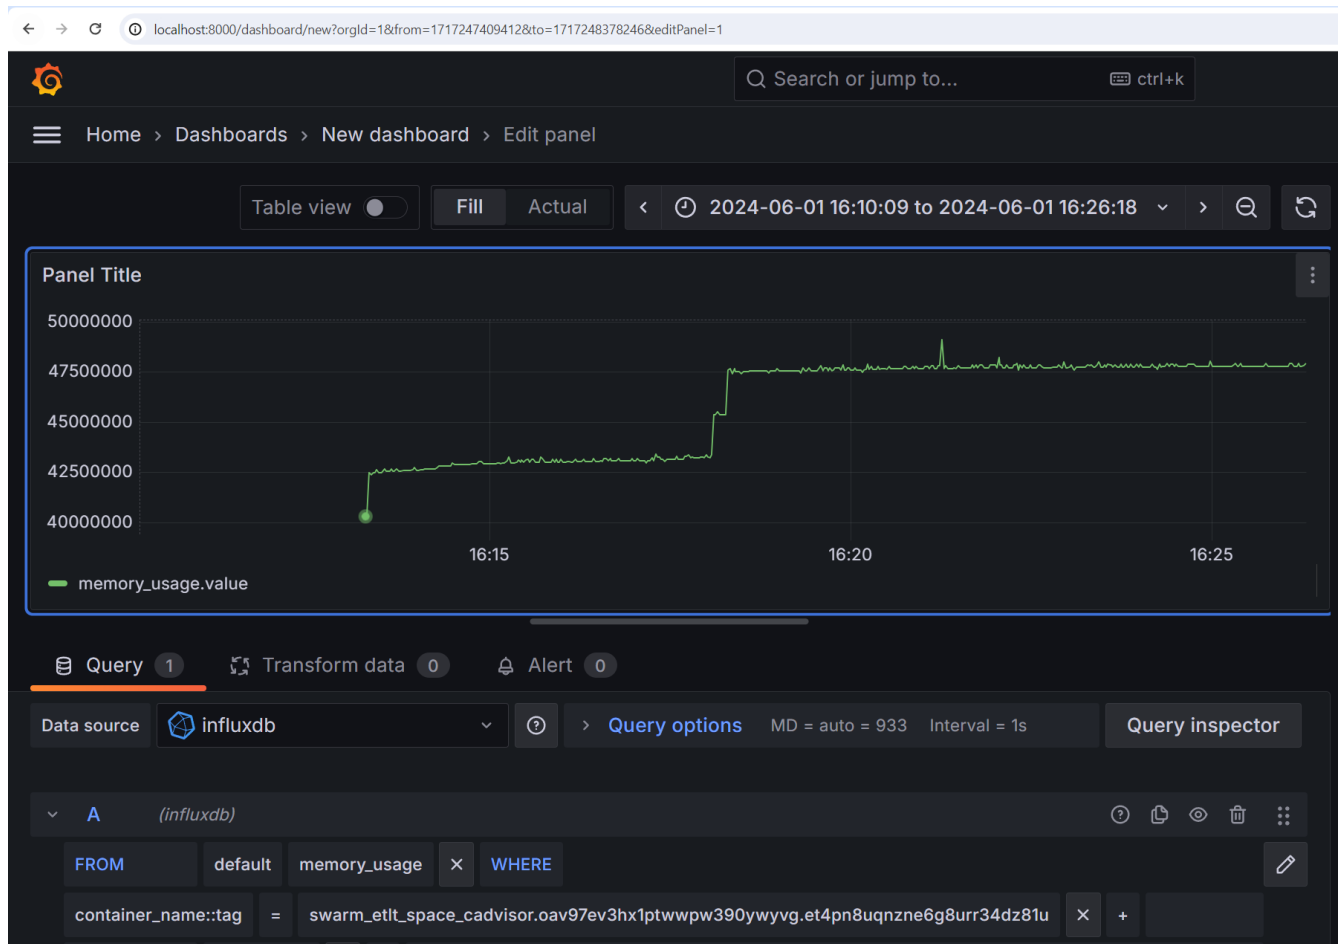 localhost:8000/dashboard/new?orgId=1&from=1717247409412&to=1717248378246&editPanel=1
Search or jump to... ctrl+k
Home > Dashboards > New dashboard > Edit panel
Table view Fill Actual < 2024-06-01 16:10:09 to 2024-06-01 16:26:18 >
Panel Title
50000000
47500000
45000000
42500000
40000000
16:15 16:20 16:25
memory_usage.value
Query 1 Transform data 0 Alert 0
Data source influxdb > Query options MD = auto = 933 Interval = 1s Query inspector
A (influxdb)
FROM default memory_usage × WHERE
container_name::tag = swarm_etlt_space_cadvisor.oav97ev3hx1ptwwpw390ywyvg.et4pn8uqnzne6g8urr34dz81u × +